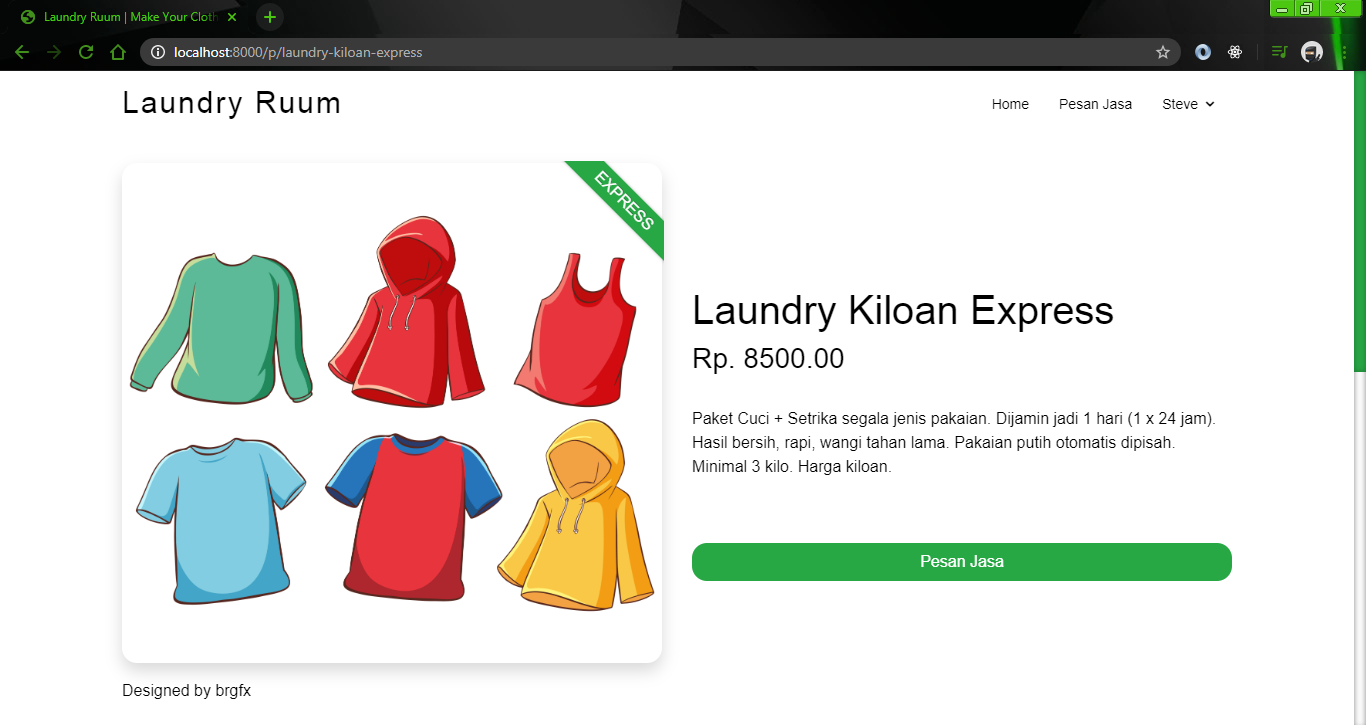 Laundry Ruum | Make Your Cloth
localhost:8000/p/laundry-kiloan-express
Laundry Ruum
Home
Pesan Jasa
Steve
EXPRESS
Laundry Kiloan Express
Rp. 8500.00
Paket Cuci + Setrika segala jenis pakaian. Dijamin jadi 1 hari (1 x 24 jam).
Hasil bersih, rapi, wangi tahan lama. Pakaian putih otomatis dipisah.
Minimal 3 kilo. Harga kiloan.
Pesan Jasa
Designed by brgfx